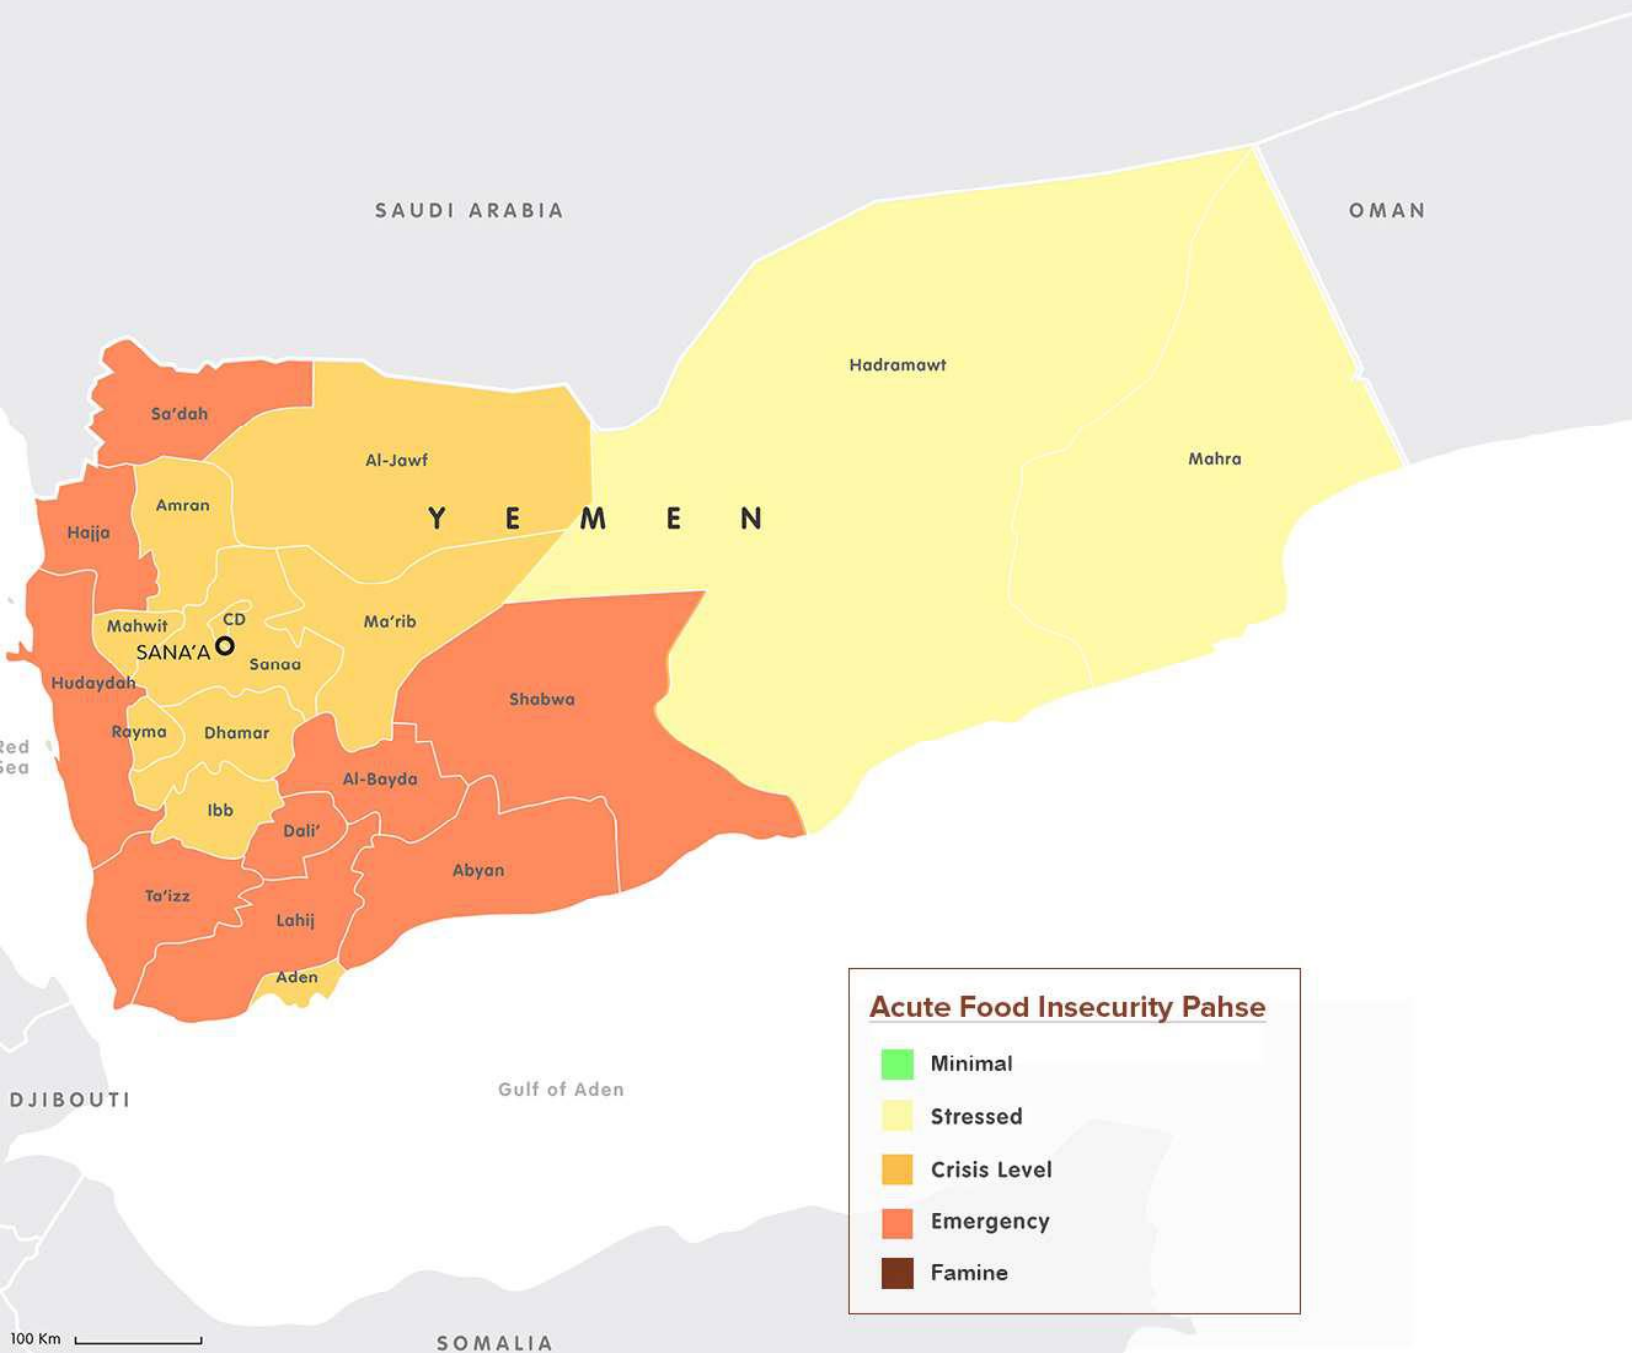 SAUDI ARABIA
OMAN
Hadramawt
Sa'dah
Al-Jawf
Mahra
Amran
Y E M E N
Hajja
CD
Mahwit
Ma'rib
SANA'A
Sanaa
Hudaydah
Shabwa
Rayma
Dhamar
Red
Sea
Al-Bayda
Ibb
Dali'
Abyan
Ta'izz
Lahij
Aden
Acute Food Insecurity Pahse
Minimal
Stressed
Crisis Level
Emergency
Famine
Gulf of Aden
DJIBOUTI
100 Km
SOMALIA